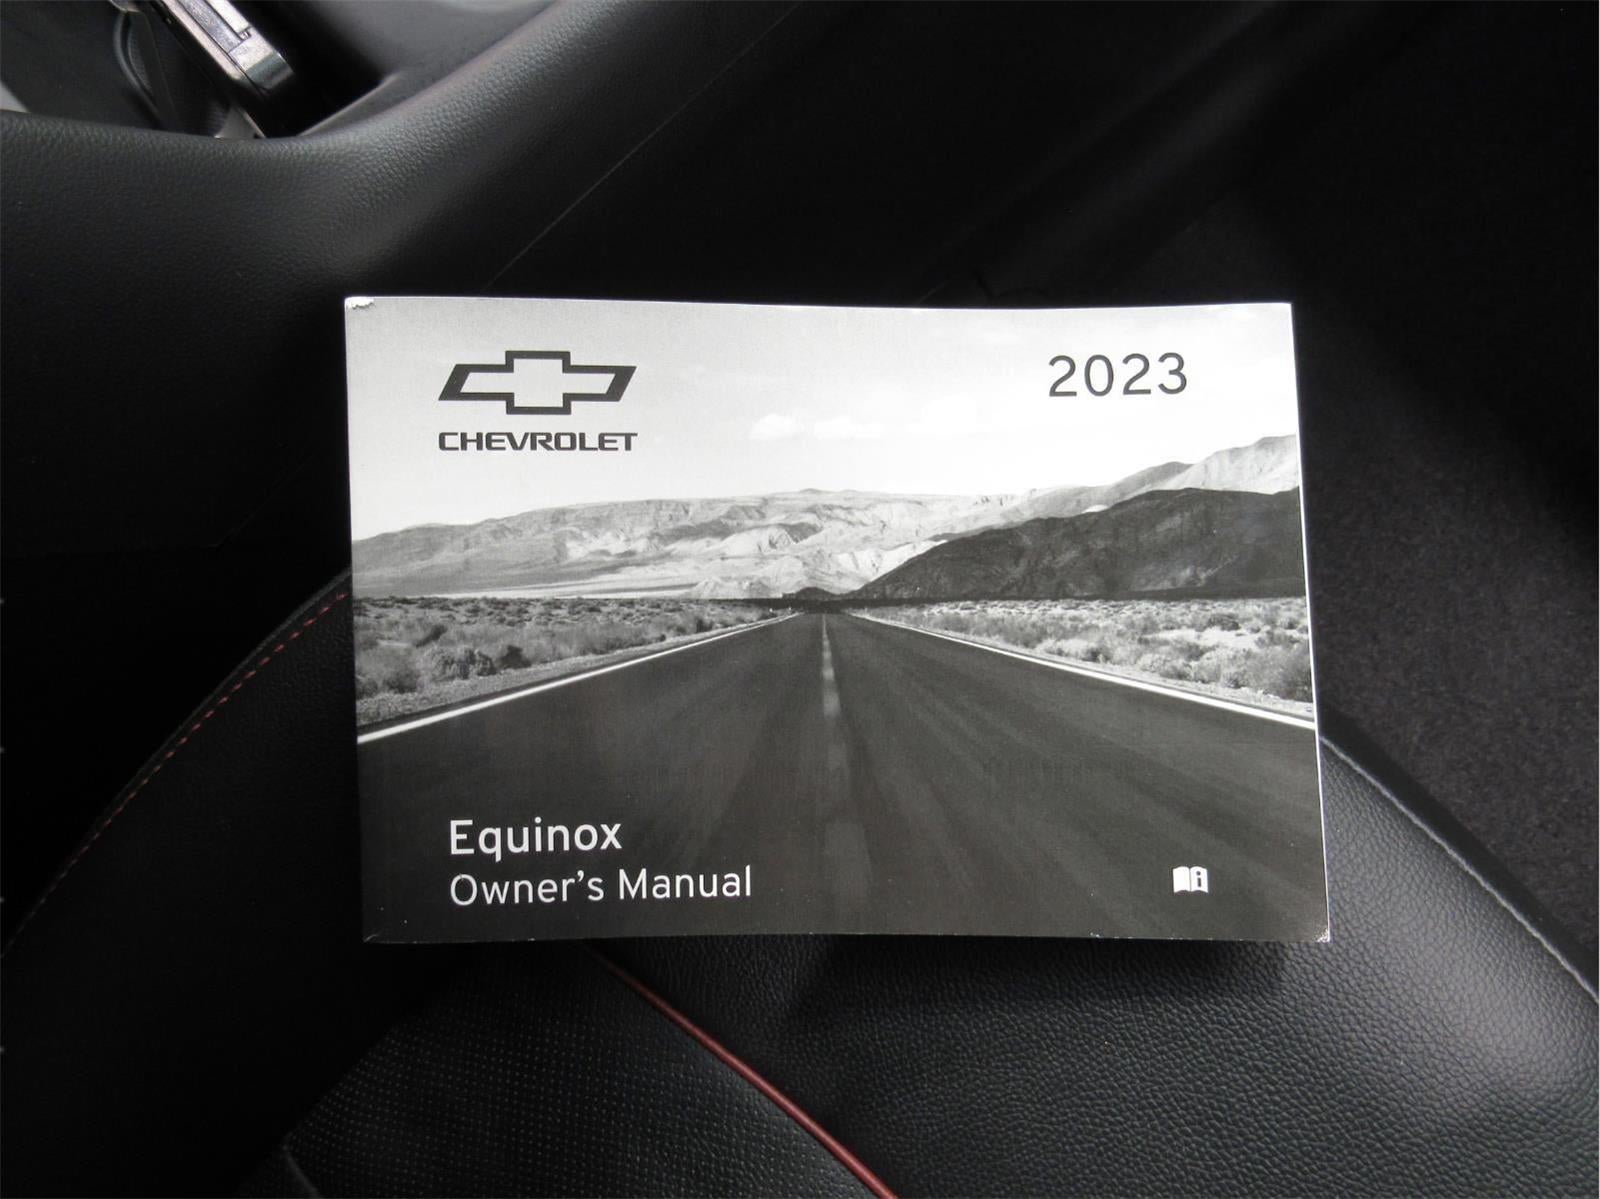 2023
CHEVROLET
Equinox
Owner's Manual